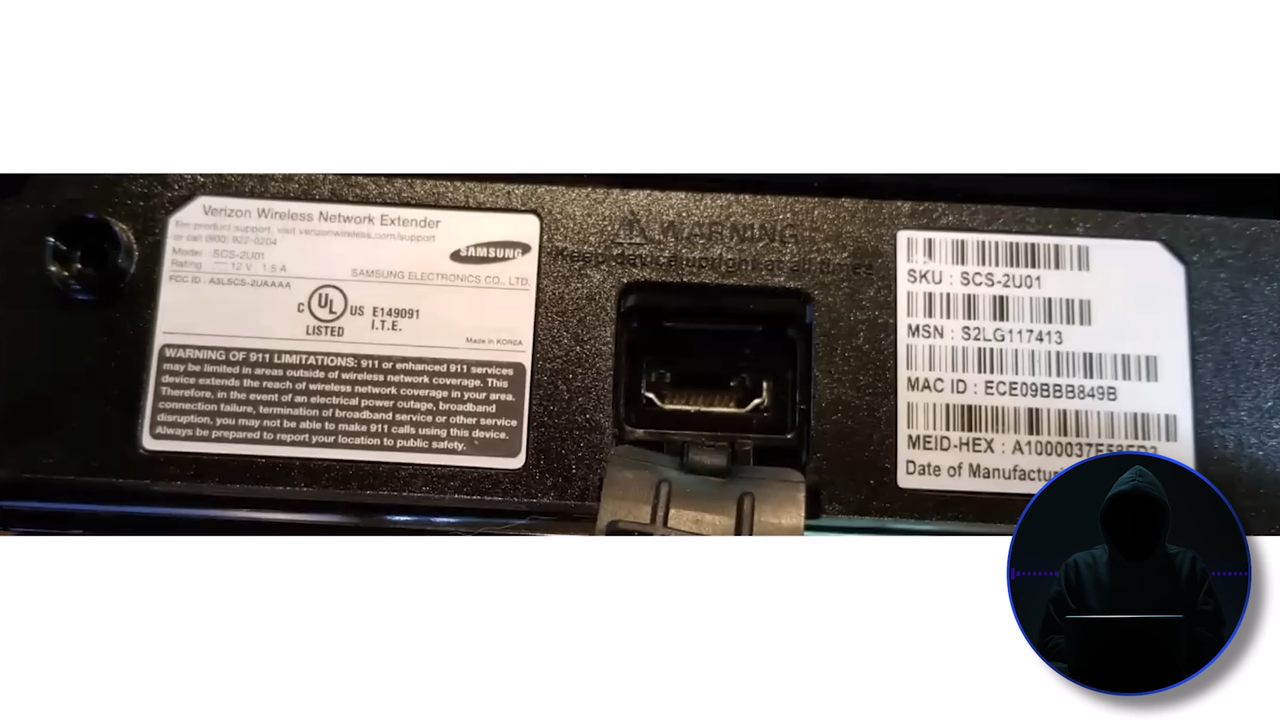 Verizon Wireless Network Extender
For product support, visit verizonwireless.com/support
or call (800) 922-0204
Model : SCS-2U01
Rating : 12 V 1.5 A
SAMSUNG
SAMSUNG ELECTRONICS CO., LTD.
FCC ID : A3LSCS-2UAAAA
C UL US
LISTED
E149091
I.T.E.
Made in KOREA
WARNING OF 911 LIMITATIONS: 911 or enhanced 911 services
may be limited in areas outside of wireless network coverage. This
device extends the reach of wireless network coverage in your area.
Therefore, in the event of an electrical power outage, broadband
connection failure, termination of broadband service or other service
disruption, you may not be able to make 911 calls using this device.
Always be prepared to report your location to public safety.
WARNING
Keep device upright at all times
SKU : SCS-2U01
MSN : S2LG117413
MAC ID : ECE09BBB849B
MEID-HEX :
Date of